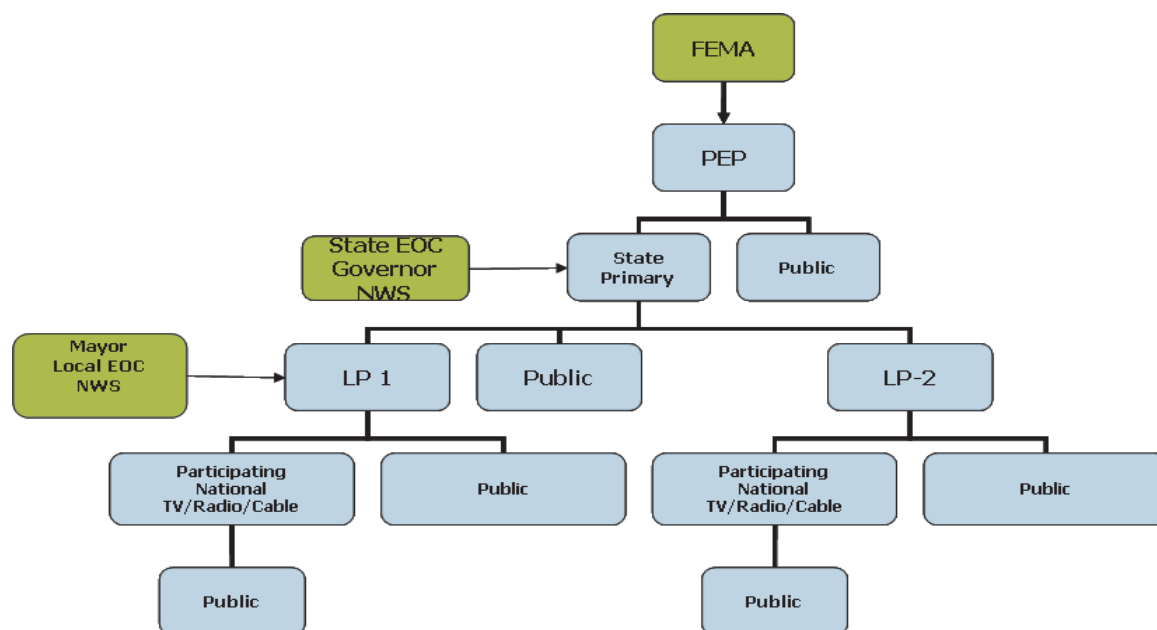 FEMA
PEP
State EOC
Governor
NWS
State
Primary
Public
Mayor
Local EOC
NWS
LP 1
Public
LP-2
Participating
National
TV/Radio/Cable
Public
Participating
National
TV/Radio/Cable
Public
Public
Public